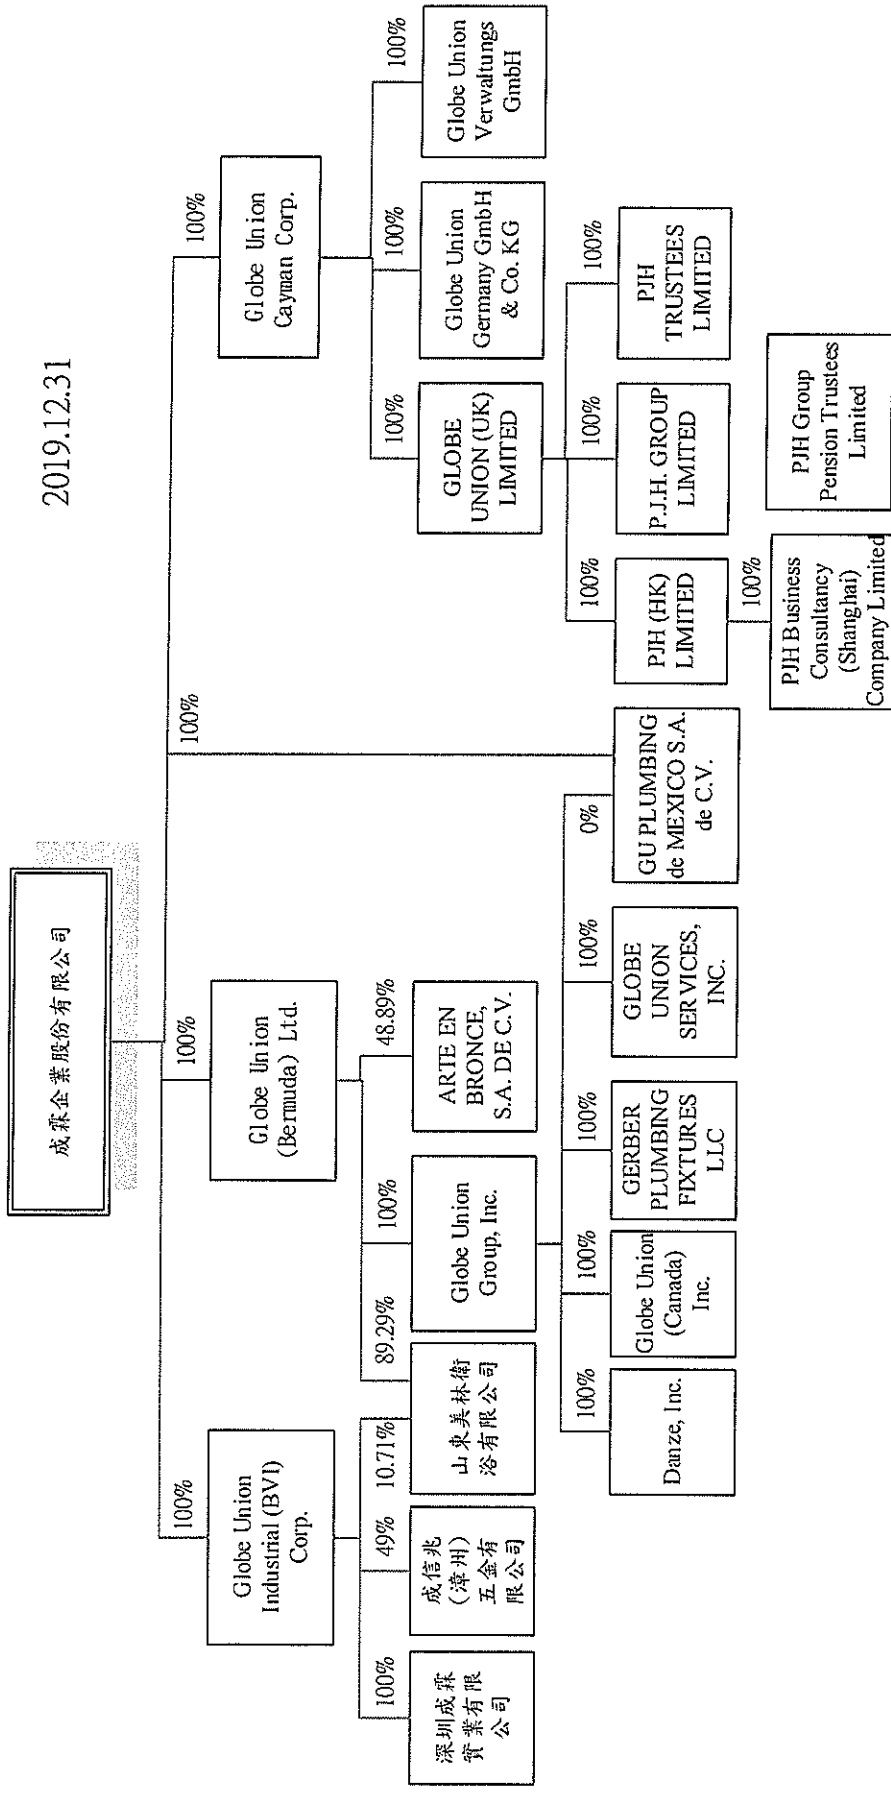 2019.12.31
成霖企業股份有限公司
100%
100%
100%
100%
Globe Union
Industrial (BVI)
Corp.
Globe Union
(Bermuda) Ltd.
Globe Union
Cayman Corp.
100%
49%
10.71%
89.29%
100%
48.89%
100%
100%
100%
深圳成霖
實業有限
公司
成信兆
(漳州)
五金有
限公司
山東美林衛
浴有限公司
Globe Union
Group, Inc.
ARTE EN
BRONCE,
S.A. DE C.V.
GLOBE
UNION (UK)
LIMITED
Globe Union
Germany GmbH
& Co. KG
Globe Union
Verwaltungs
GmbH
100%
100%
100%
100%
0%
100%
100%
100%
Danze, Inc.
Globe Union
(Canada)
Inc.
GERBER
PLUMBING
FIXTURES
LLC
GLOBE
UNION
SERVICES,
INC.
GU PLUMBING
de MEXICO S.A.
de C.V.
PJH (HK)
LIMITED
P.J.H. GROUP
LIMITED
PJH
TRUSTEES
LIMITED
100%
PJH Business
Consultancy
(Shanghai)
Company Limited
PJH Group
Pension Trustees
Limited